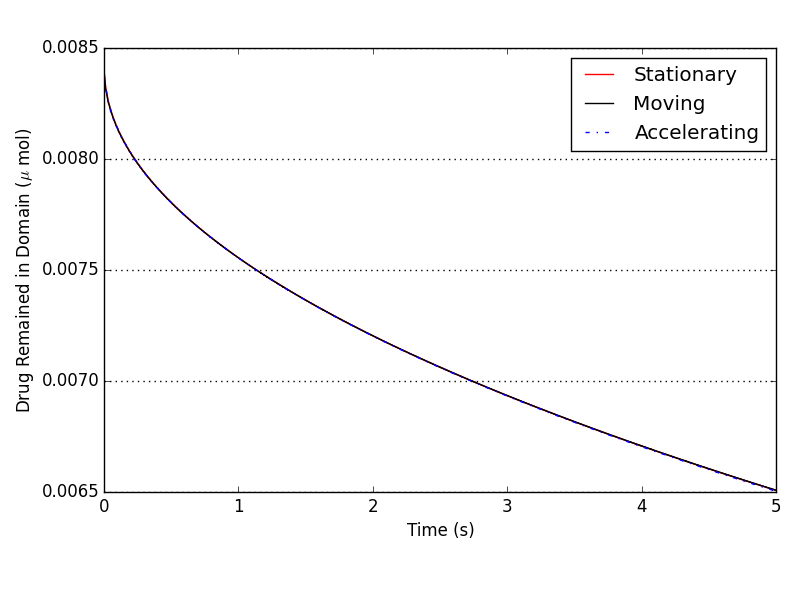 0.0085
0.0080
0.0075
0.0070
0.0065
Drug Remained in Domain (μ mol)
Stationary
Moving
Accelerating
0 1 2 3 4 5
Time (s)